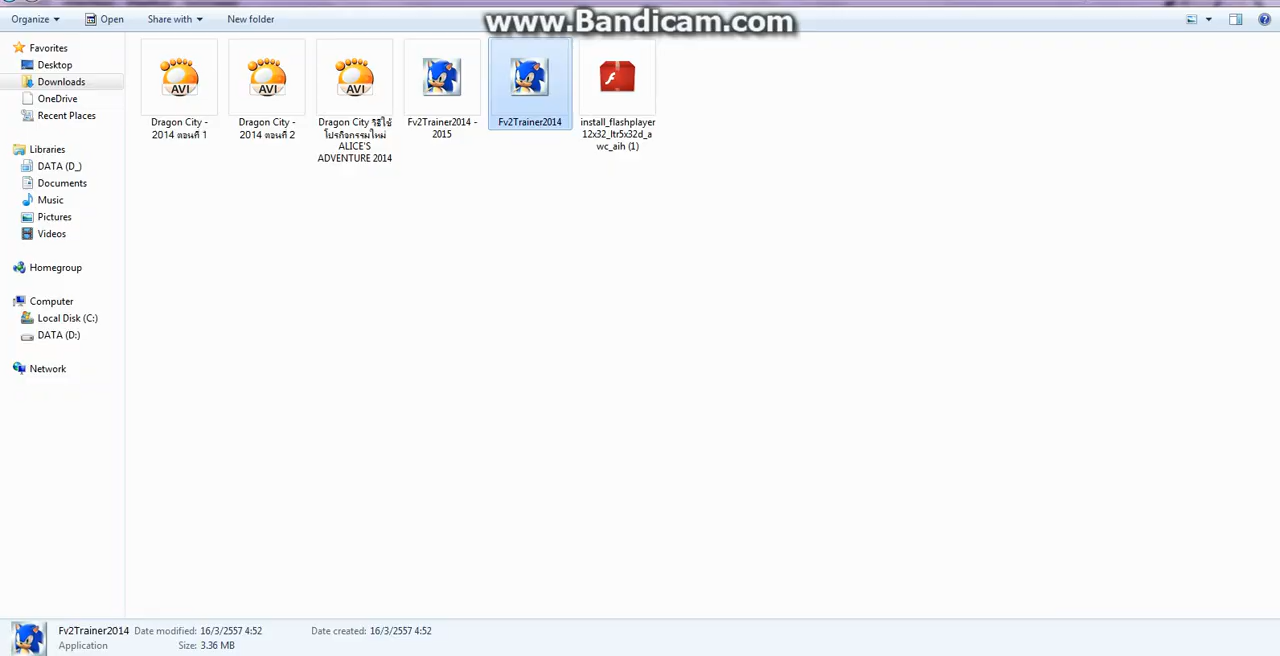 Organize
Open
Share with
New folder
www.Bandicam.com
Favorites
Desktop
Downloads
OneDrive
Recent Places
Libraries
DATA (D_)
Documents
Music
Pictures
Videos
Homegroup
Computer
Local Disk (C:)
DATA (D:)
Network
AVI
Dragon City -
2014 ตอนที่ 1
AVI
Dragon City -
2014 ตอนที่ 2
AVI
Dragon City วิธีใช้
โปรกิจกรรมใหม่
ALICE'S
ADVENTURE 2014
Fv2Trainer2014 -
2015
Fv2Trainer2014
install_flashplayer
12x32_ltr5x32d_a
wc_aih (1)
Fv2Trainer2014 Date modified: 16/3/2557 4:52 Date created: 16/3/2557 4:52
Application Size: 3.36 MB